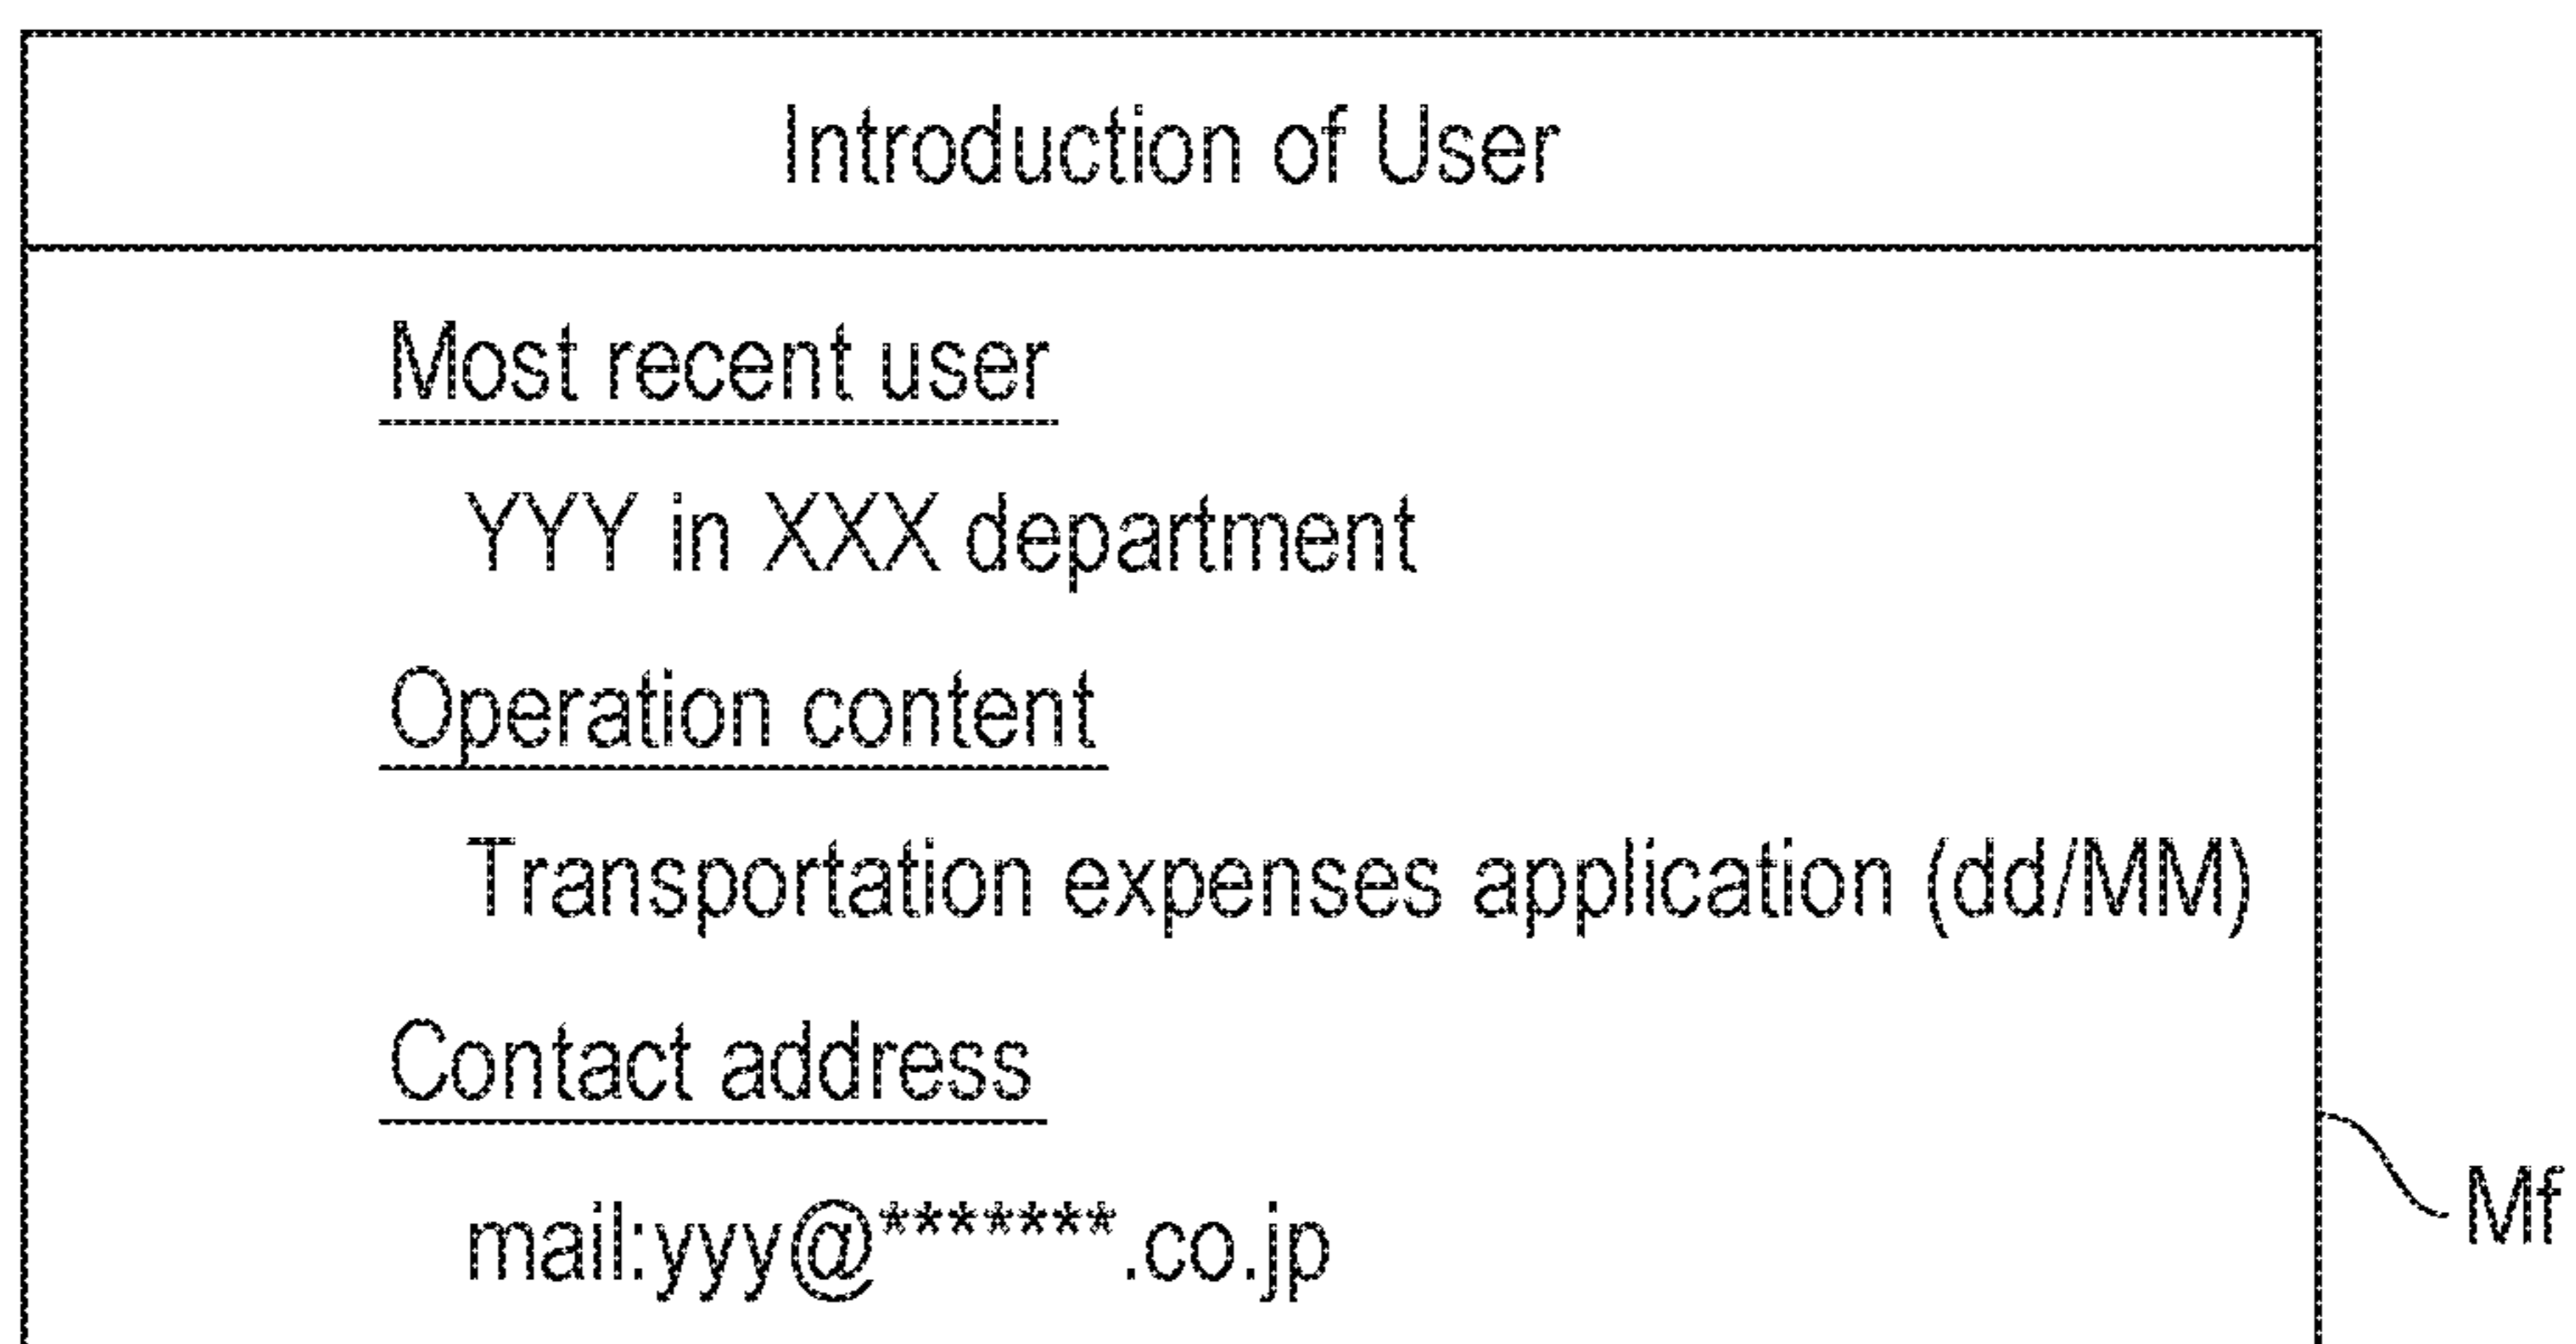 Introduction of User
Most recent user
YYY in XXX department
Operation content
Transportation expenses application (dd/MM)
Contact address
mail:yyy@*******.co.jp
Mf